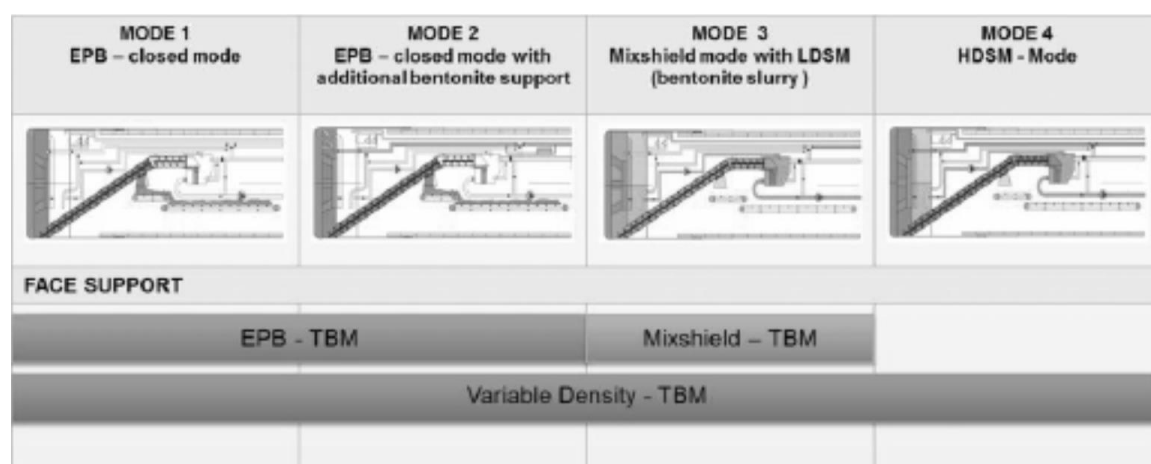 MODE 1
EPB – closed mode
MODE 2
EPB – closed mode with
additional bentonite support
MODE 3
Mixshield mode with LDSM
(bentonite slurry )
MODE 4
HDSM - Mode
FACE SUPPORT
EPB - TBM
Mixshield – TBM
Variable Density - TBM